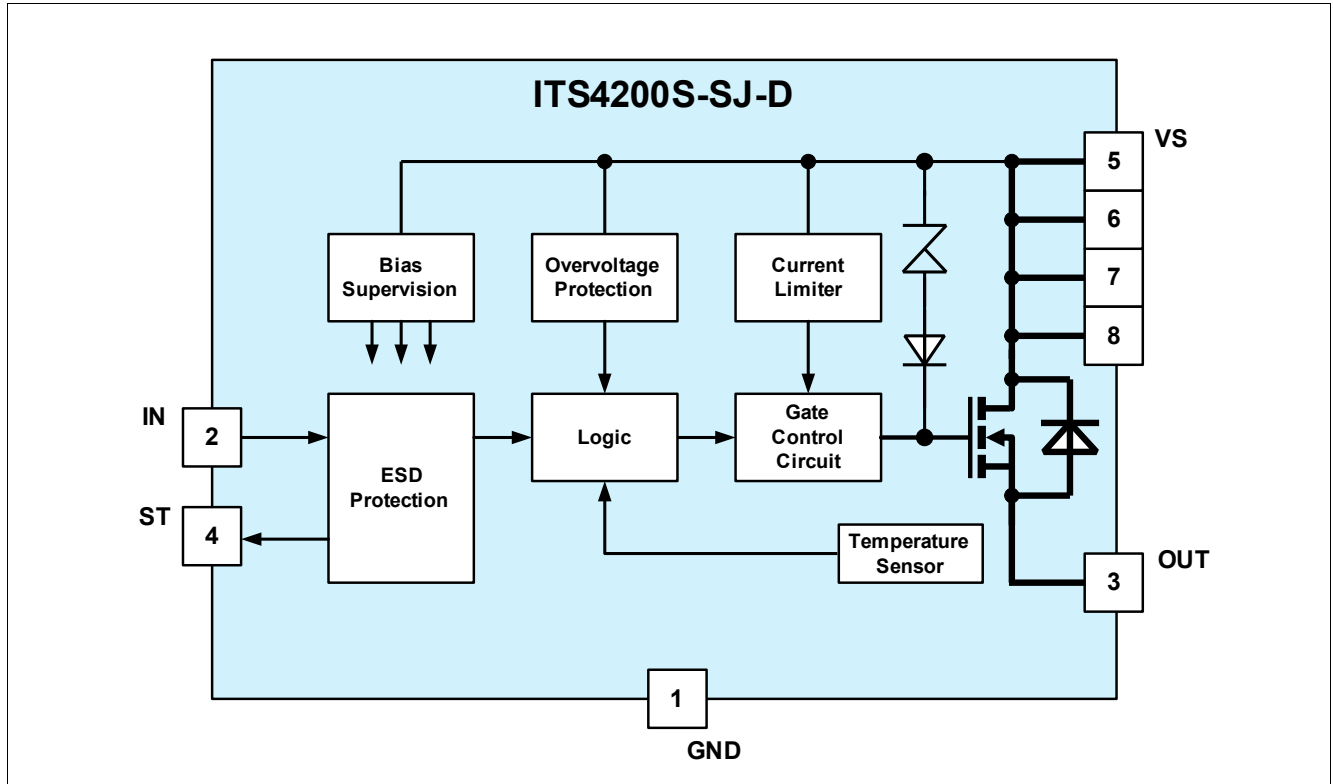 ITS4200S-SJ-D
VS
5
6
7
8
Bias
Supervision
Overvoltage
Protection
Current
Limiter
IN
2
ST
4
ESD
Protection
Logic
Gate
Control
Circuit
Temperature
Sensor
3
OUT
1
GND